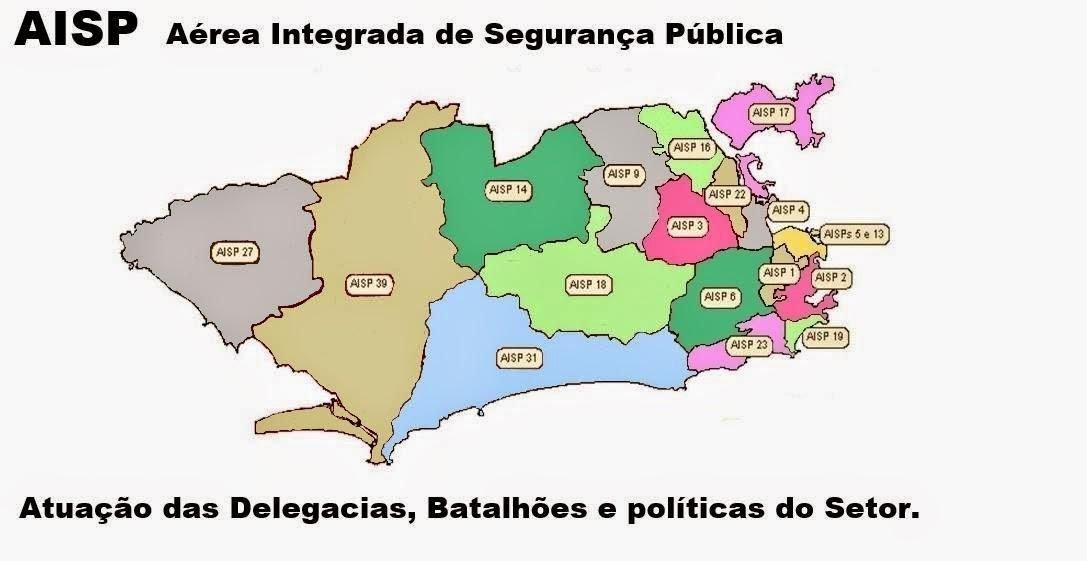 AISP Aérea Integrada de Segurança Pública
AISP 17
AISP 16
AISP 9
AISP 14
AISP 22
AISP 4
AISP 3
AISPs 5 e 13
AISP 27
AISP 1
AISP 2
AISP 39
AISP 18
AISP 6
AISP 19
AISP 23
AISP 31
Atuação das Delegacias, Batalhões e políticas do Setor.